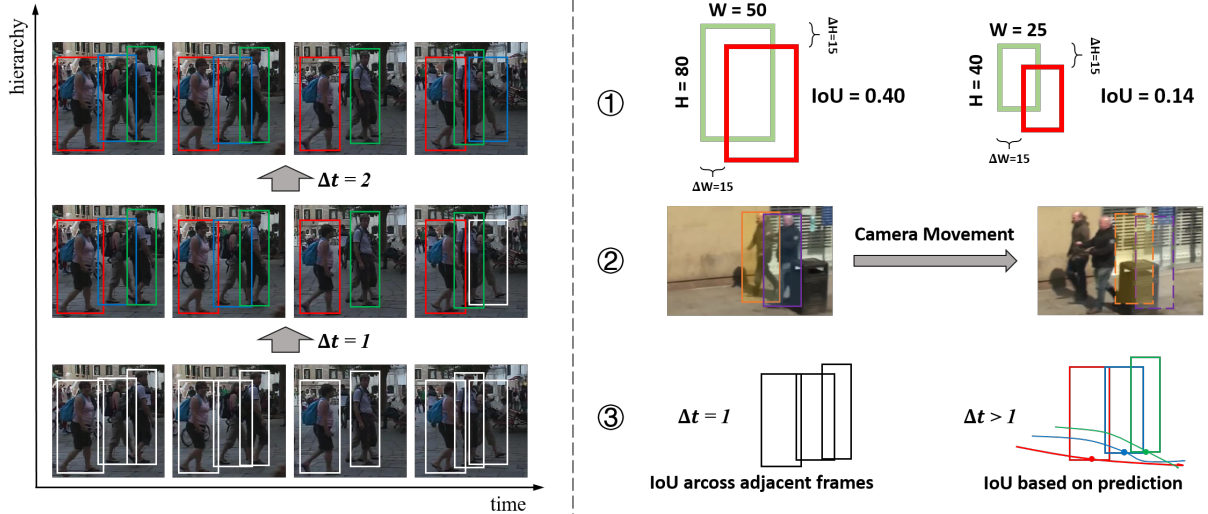 hierarchy
Δt = 2
Δt = 1
time
①
W = 50
H = 80
ΔH=15
ΔW=15
IoU = 0.40
W = 25
H = 40
ΔH=15
ΔW=15
IoU = 0.14
②
Camera Movement
③
Δt = 1
IoU arcoss adjacent frames
Δt > 1
IoU based on prediction